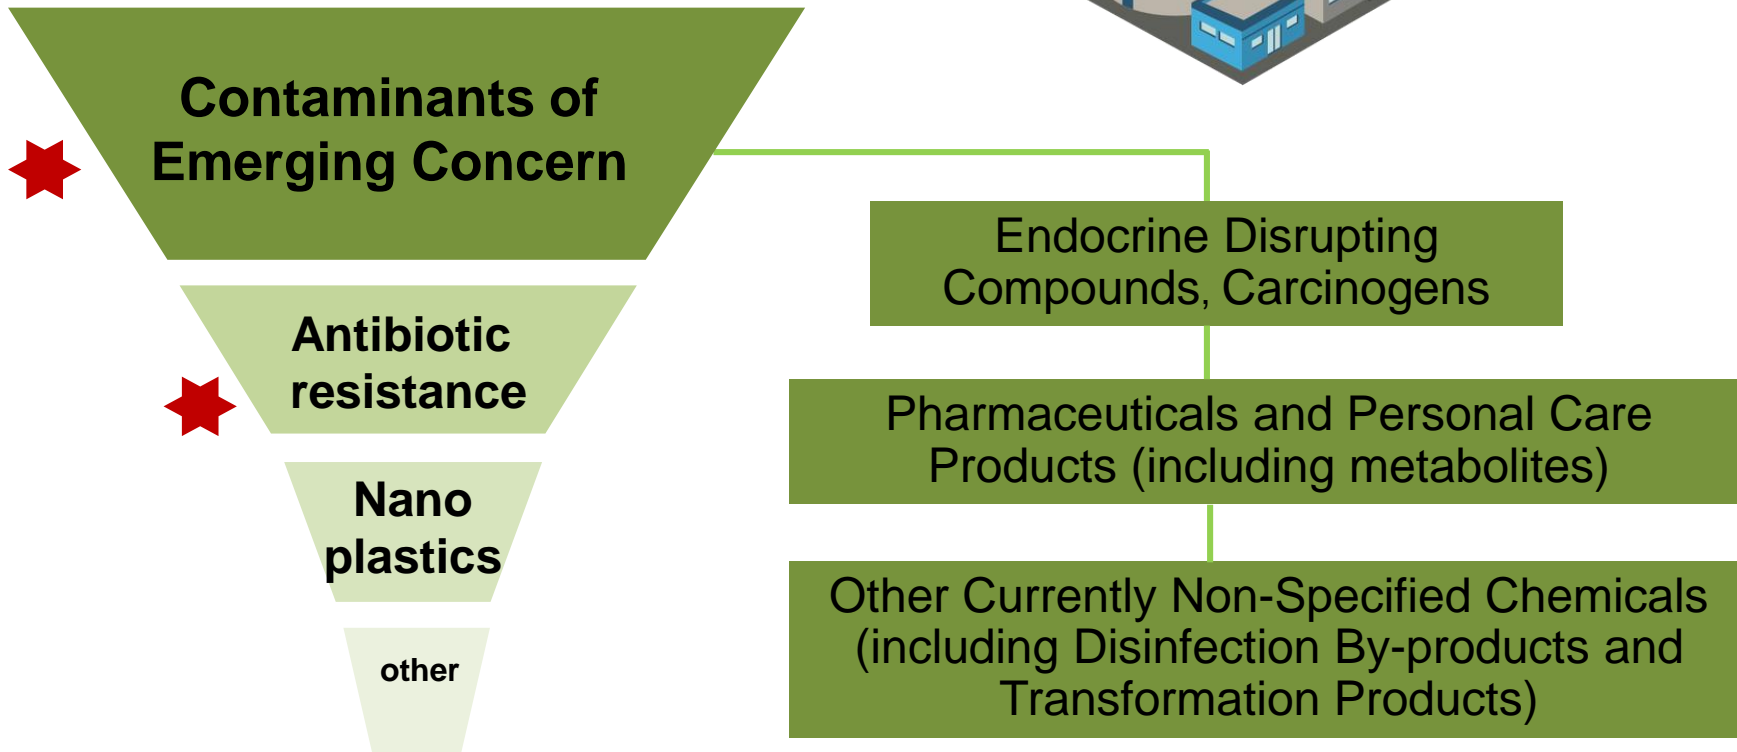 Contaminants of
Emerging Concern
Antibiotic
resistance
Nano
plastics
other
Endocrine Disrupting
Compounds, Carcinogens
Pharmaceuticals and Personal Care
Products (including metabolites)
Other Currently Non-Specified Chemicals
(including Disinfection By-products and
Transformation Products)